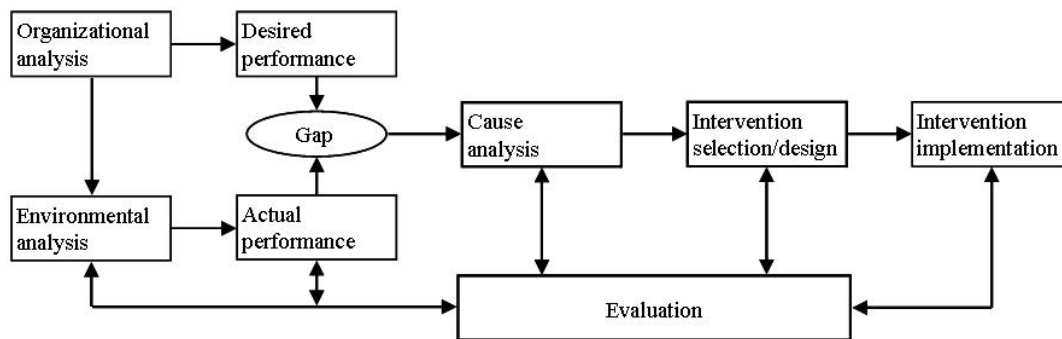 Organizational
analysis
Desired
performance
Gap
Cause
analysis
Intervention
selection/design
Intervention
implementation
Environmental
analysis
Actual
performance
Evaluation